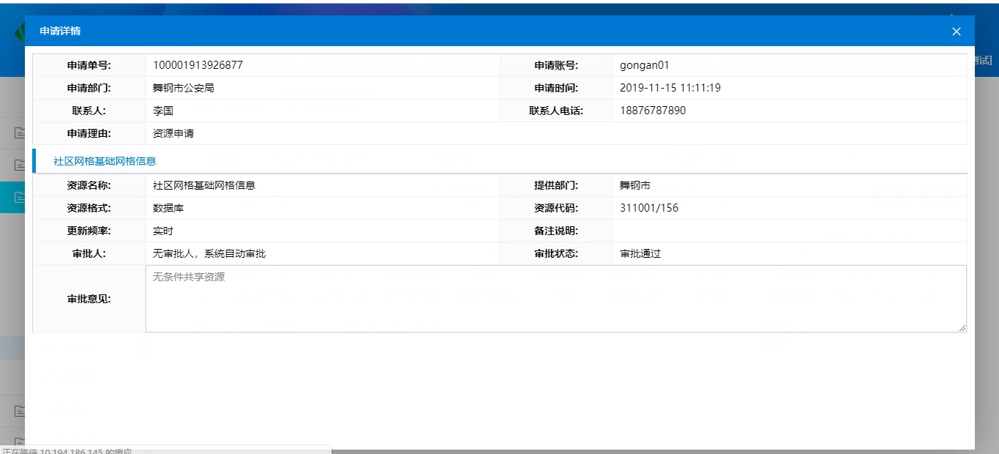 申请详情
测试]
申请单号: 100001913926877 申请账号: gongan01
申请部门: 舞钢市公安局 申请时间: 2019-11-15 11:11:19
联系人: 李国 联系人电话: 18876787890
申请理由: 资源申请
社区网格基础网格信息
资源名称: 社区网格基础网格信息 提供部门: 舞钢市
资源格式: 数据库 资源代码: 311001/156
更新频率: 实时 备注说明:
审批人: 无审批人，系统自动审批 审批状态: 审批通过
审批意见: 无条件共享资源
正在等待 10.194.186.145 的响应